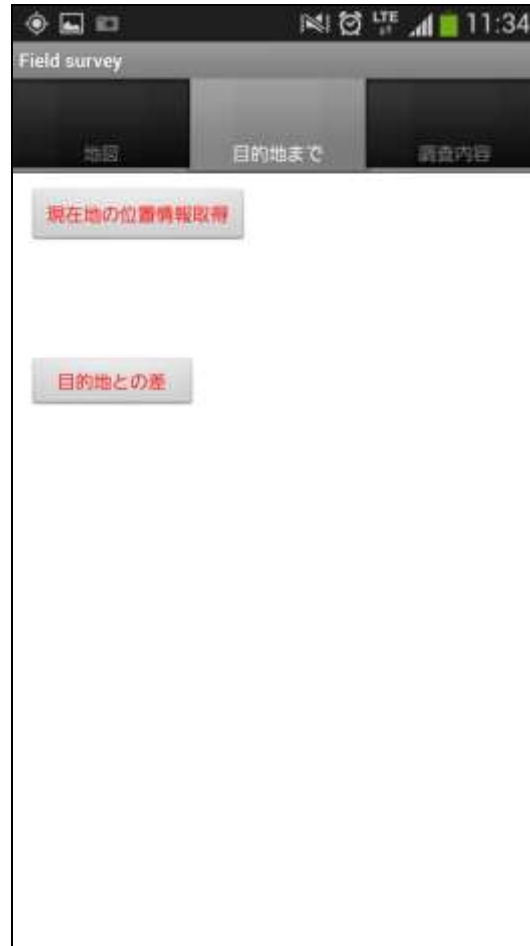 LTE 11:34
Field survey
地図 目的地まで 調査内容
現在地の位置情報取得
目的地との差